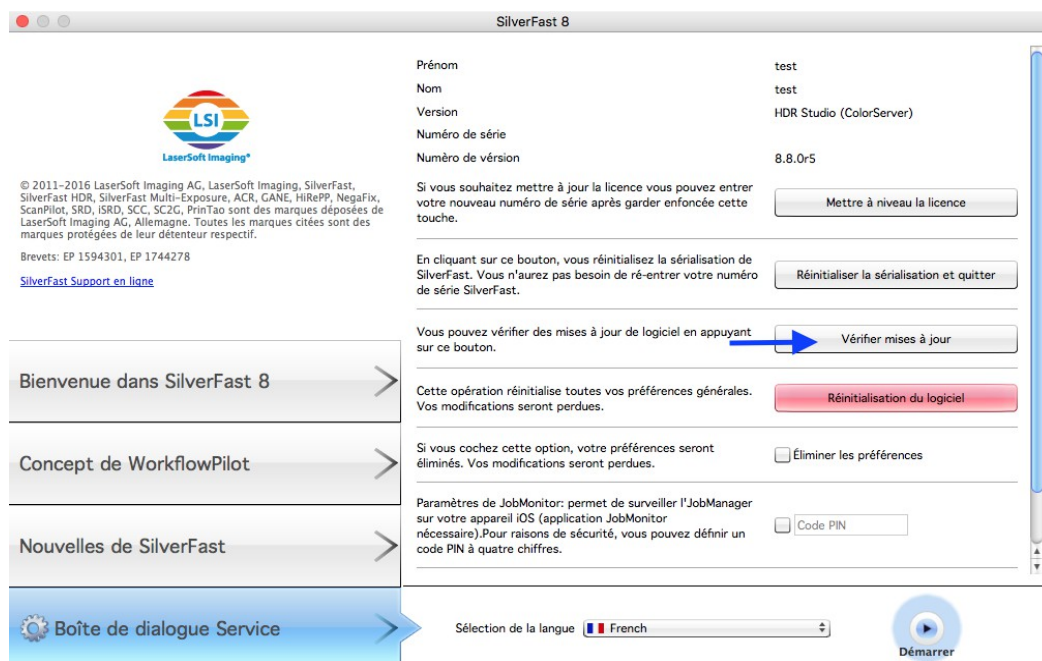 SilverFast 8
LSI
LaserSoft Imaging®
© 2011-2016 LaserSoft Imaging AG, LaserSoft Imaging, SilverFast,
SilverFast HDR, SilverFast Multi-Exposure, ACR, GANE, HiRePP, NegaFix,
ScanPilot, SRD, iSRD, SCC, SC2G, PrinTao sont des marques déposées de
LaserSoft Imaging AG, Allemagne. Toutes les marques citées sont des
marques protégées de leur détenteur respectif.
Brevets: EP 1594301, EP 1744278
SilverFast Support en ligne
Bienvenue dans SilverFast 8
Concept de WorkflowPilot
Nouvelles de SilverFast
Boîte de dialogue Service
Prénom test
Nom test
Version HDR Studio (ColorServer)
Numéro de série
Numèro de vérsion 8.8.0r5
Si vous souhaitez mettre à jour la licence vous pouvez entrer
votre nouveau numéro de série après garder enfoncée cette
touche.
Mettre à niveau la licence
En cliquant sur ce bouton, vous réinitialisez la sérialisation de
SilverFast. Vous n'aurez pas besoin de ré-entrer votre numéro
de série SilverFast.
Réinitialiser la sérialisation et quitter
Vous pouvez vérifier des mises à jour de logiciel en appuyant
sur ce bouton.
Vérifier mises à jour
Cette opération réinitialise toutes vos préférences générales.
Vos modifications seront perdues.
Réinitialisation du logiciel
Si vous cochez cette option, votre préférences seront
éliminés. Vos modifications seront perdues.
Éliminer les préférences
Paramètres de JobMonitor: permet de surveiller l'JobManager
sur votre appareil iOS (application JobMonitor
nécessaire).Pour raisons de sécurité, vous pouvez définir un
code PIN à quatre chiffres.
Code PIN
Sélection de la langue French
Démarrer